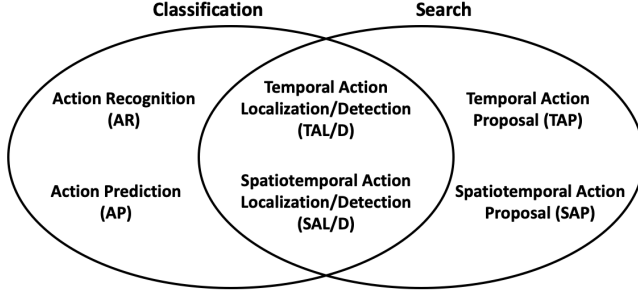 Classification
Search
Action Recognition
(AR)
Action Prediction
(AP)
Temporal Action
Localization/Detection
(TAL/D)
Spatiotemporal Action
Localization/Detection
(SAL/D)
Temporal Action
Proposal (TAP)
Spatiotemporal Action
Proposal (SAP)